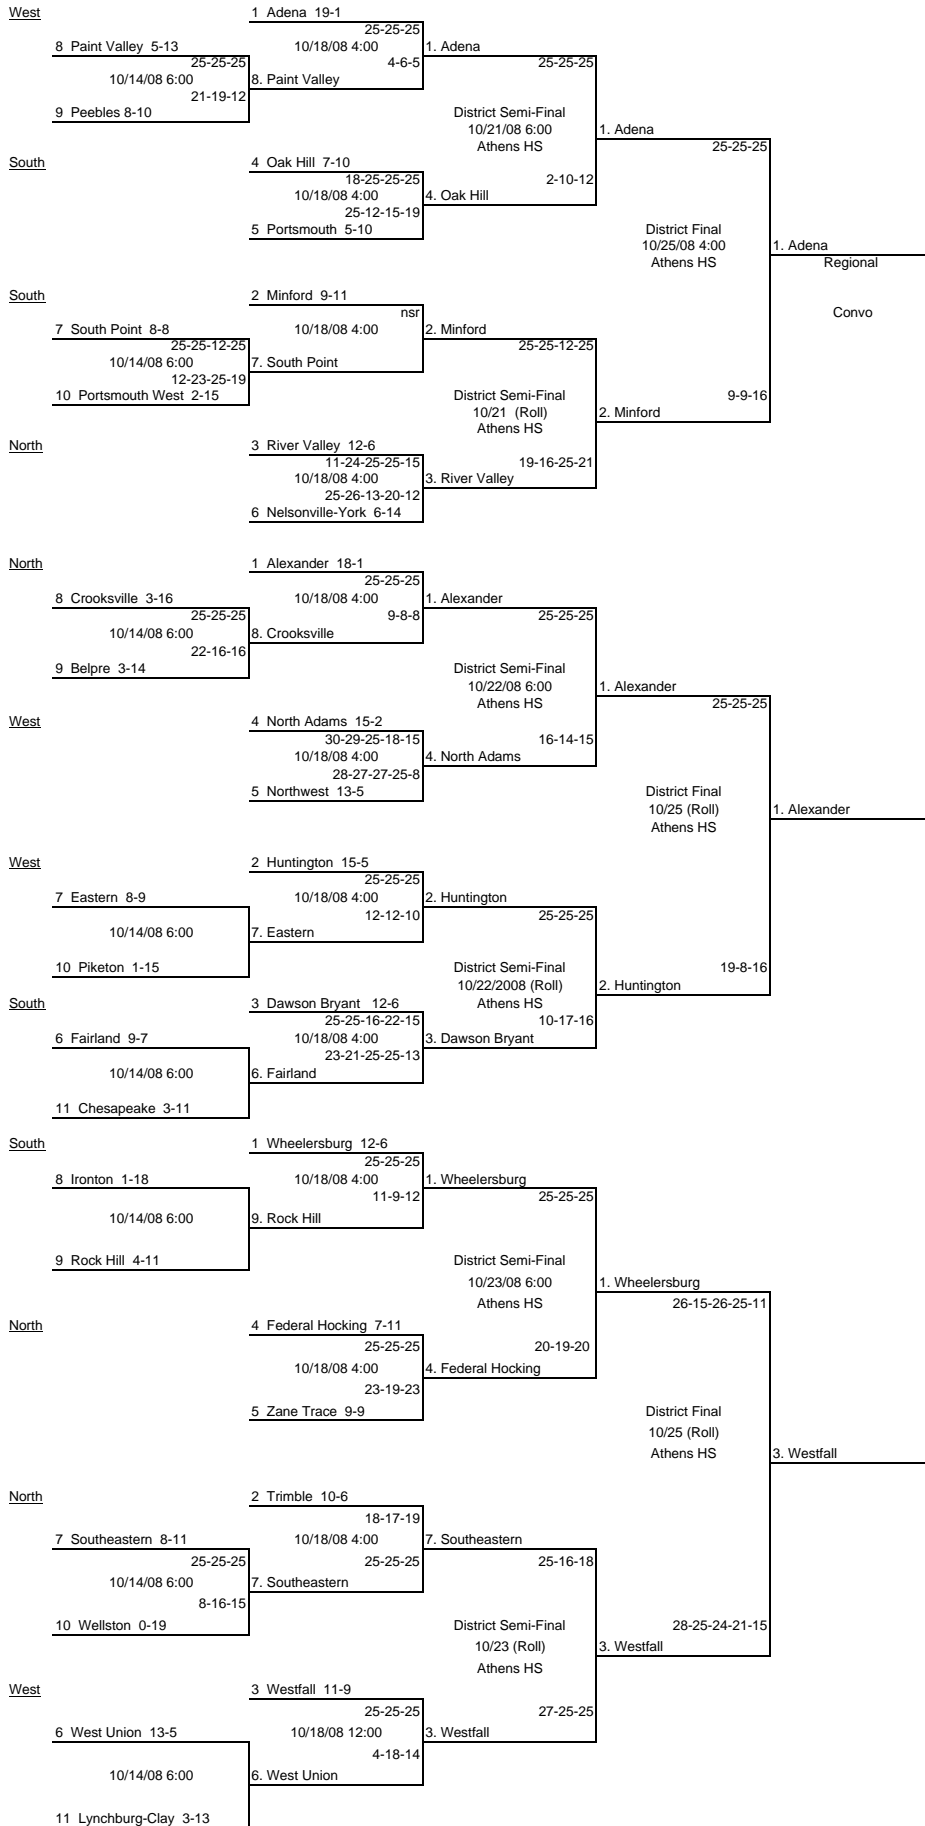 West
1 Adena 19-1
25-25-25
8 Paint Valley 5-13
10/18/08 4:00
1. Adena
25-25-25
4-6-5
25-25-25
10/14/08 6:00
8. Paint Valley
21-19-12
9 Peebles 8-10
District Semi-Final
10/21/08 6:00
1. Adena
Athens HS
25-25-25
South
4 Oak Hill 7-10
18-25-25-25
2-10-12
10/18/08 4:00
4. Oak Hill
25-12-15-19
5 Portsmouth 5-10
District Final
10/25/08 4:00
1. Adena
Athens HS
Regional
South
2 Minford 9-11
nsr
Convo
7 South Point 8-8
10/18/08 4:00
2. Minford
25-25-12-25
25-25-12-25
10/14/08 6:00
7. South Point
12-23-25-19
10 Portsmouth West 2-15
District Semi-Final
9-9-16
10/21 (Roll)
2. Minford
Athens HS
North
3 River Valley 12-6
11-24-25-25-15
19-16-25-21
10/18/08 4:00
3. River Valley
25-26-13-20-12
6 Nelsonville-York 6-14
North
1 Alexander 18-1
25-25-25
8 Crooksville 3-16
10/18/08 4:00
1. Alexander
25-25-25
9-8-8
25-25-25
10/14/08 6:00
8. Crooksville
22-16-16
9 Belpre 3-14
District Semi-Final
10/22/08 6:00
1. Alexander
Athens HS
25-25-25
West
4 North Adams 15-2
30-29-25-18-15
16-14-15
10/18/08 4:00
4. North Adams
28-27-27-25-8
5 Northwest 13-5
District Final
10/25 (Roll)
1. Alexander
Athens HS
West
2 Huntington 15-5
25-25-25
7 Eastern 8-9
10/18/08 4:00
2. Huntington
12-12-10
25-25-25
10/14/08 6:00
7. Eastern
10 Piketon 1-15
District Semi-Final
19-8-16
10/22/2008 (Roll)
2. Huntington
South
3 Dawson Bryant 12-6
Athens HS
25-25-16-22-15
10-17-16
6 Fairland 9-7
10/18/08 4:00
3. Dawson Bryant
23-21-25-25-13
10/14/08 6:00
6. Fairland
11 Chesapeake 3-11
South
1 Wheelersburg 12-6
25-25-25
8 Ironton 1-18
10/18/08 4:00
1. Wheelersburg
11-9-12
25-25-25
10/14/08 6:00
9. Rock Hill
9 Rock Hill 4-11
District Semi-Final
10/23/08 6:00
1. Wheelersburg
Athens HS
26-15-26-25-11
North
4 Federal Hocking 7-11
25-25-25
20-19-20
10/18/08 4:00
4. Federal Hocking
23-19-23
5 Zane Trace 9-9
District Final
10/25 (Roll)
Athens HS
3. Westfall
North
2 Trimble 10-6
18-17-19
7 Southeastern 8-11
10/18/08 4:00
7. Southeastern
25-25-25
25-25-25
25-16-18
10/14/08 6:00
7. Southeastern
8-16-15
10 Wellston 0-19
District Semi-Final
28-25-24-21-15
10/23 (Roll)
3. Westfall
Athens HS
West
3 Westfall 11-9
25-25-25
27-25-25
6 West Union 13-5
10/18/08 12:00
3. Westfall
4-18-14
10/14/08 6:00
6. West Union
11 Lynchburg-Clay 3-13